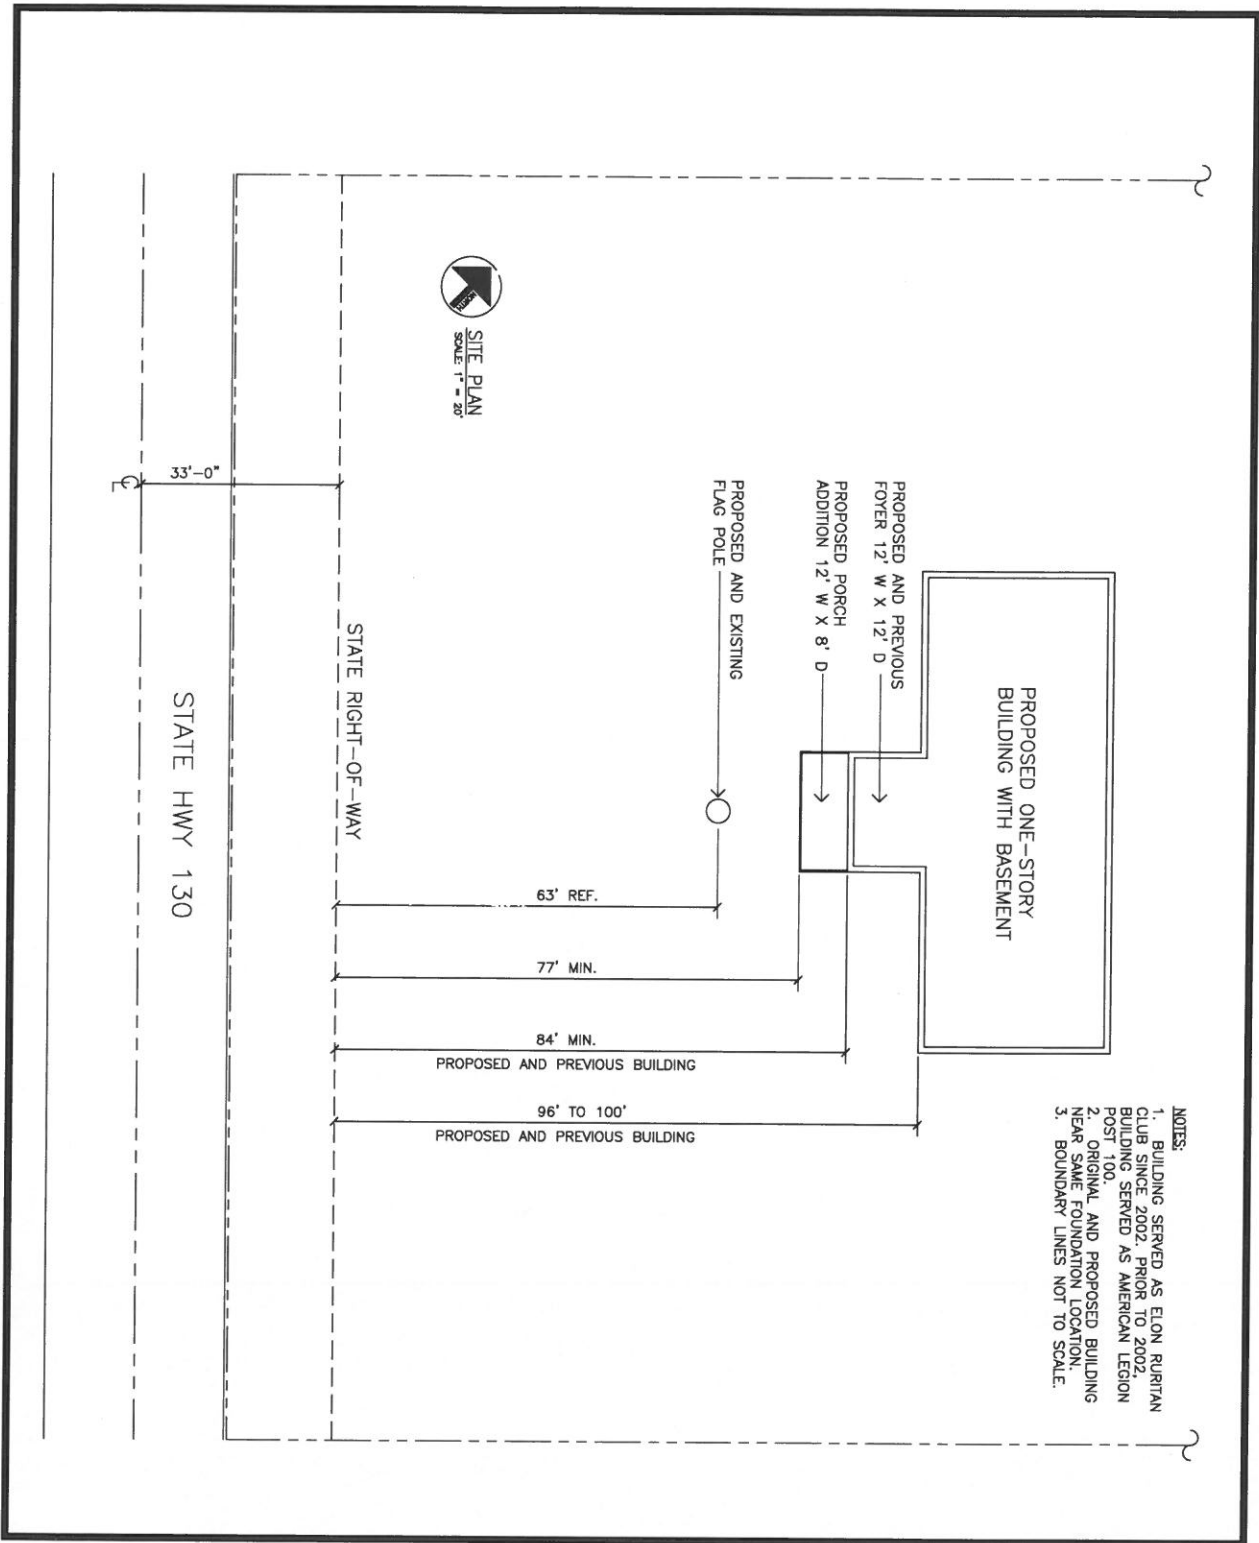 PROPOSED ONE-STORY
BUILDING WITH BASEMENT
NOTES:
1. BUILDING SERVED AS ELON RURITAN
CLUB SINCE 2002. PRIOR TO 2002,
BUILDING SERVED AS AMERICAN LEGION
POST 100.
2. ORIGINAL AND PROPOSED BUILDING
NEAR SAME FOUNDATION LOCATION.
3. BOUNDARY LINES NOT TO SCALE.
PROPOSED AND PREVIOUS
FOYER 12' W X 12' D
PROPOSED PORCH
ADDITION 12' W X 8' D
PROPOSED AND EXISTING
FLAG POLE
63' REF.
77' MIN.
84' MIN.
PROPOSED AND PREVIOUS BUILDING
96' TO 100'
PROPOSED AND PREVIOUS BUILDING
NORTH
SITE PLAN
SCALE: 1" = 20'
STATE RIGHT-OF-WAY
33'-0"
CL
STATE HWY 130